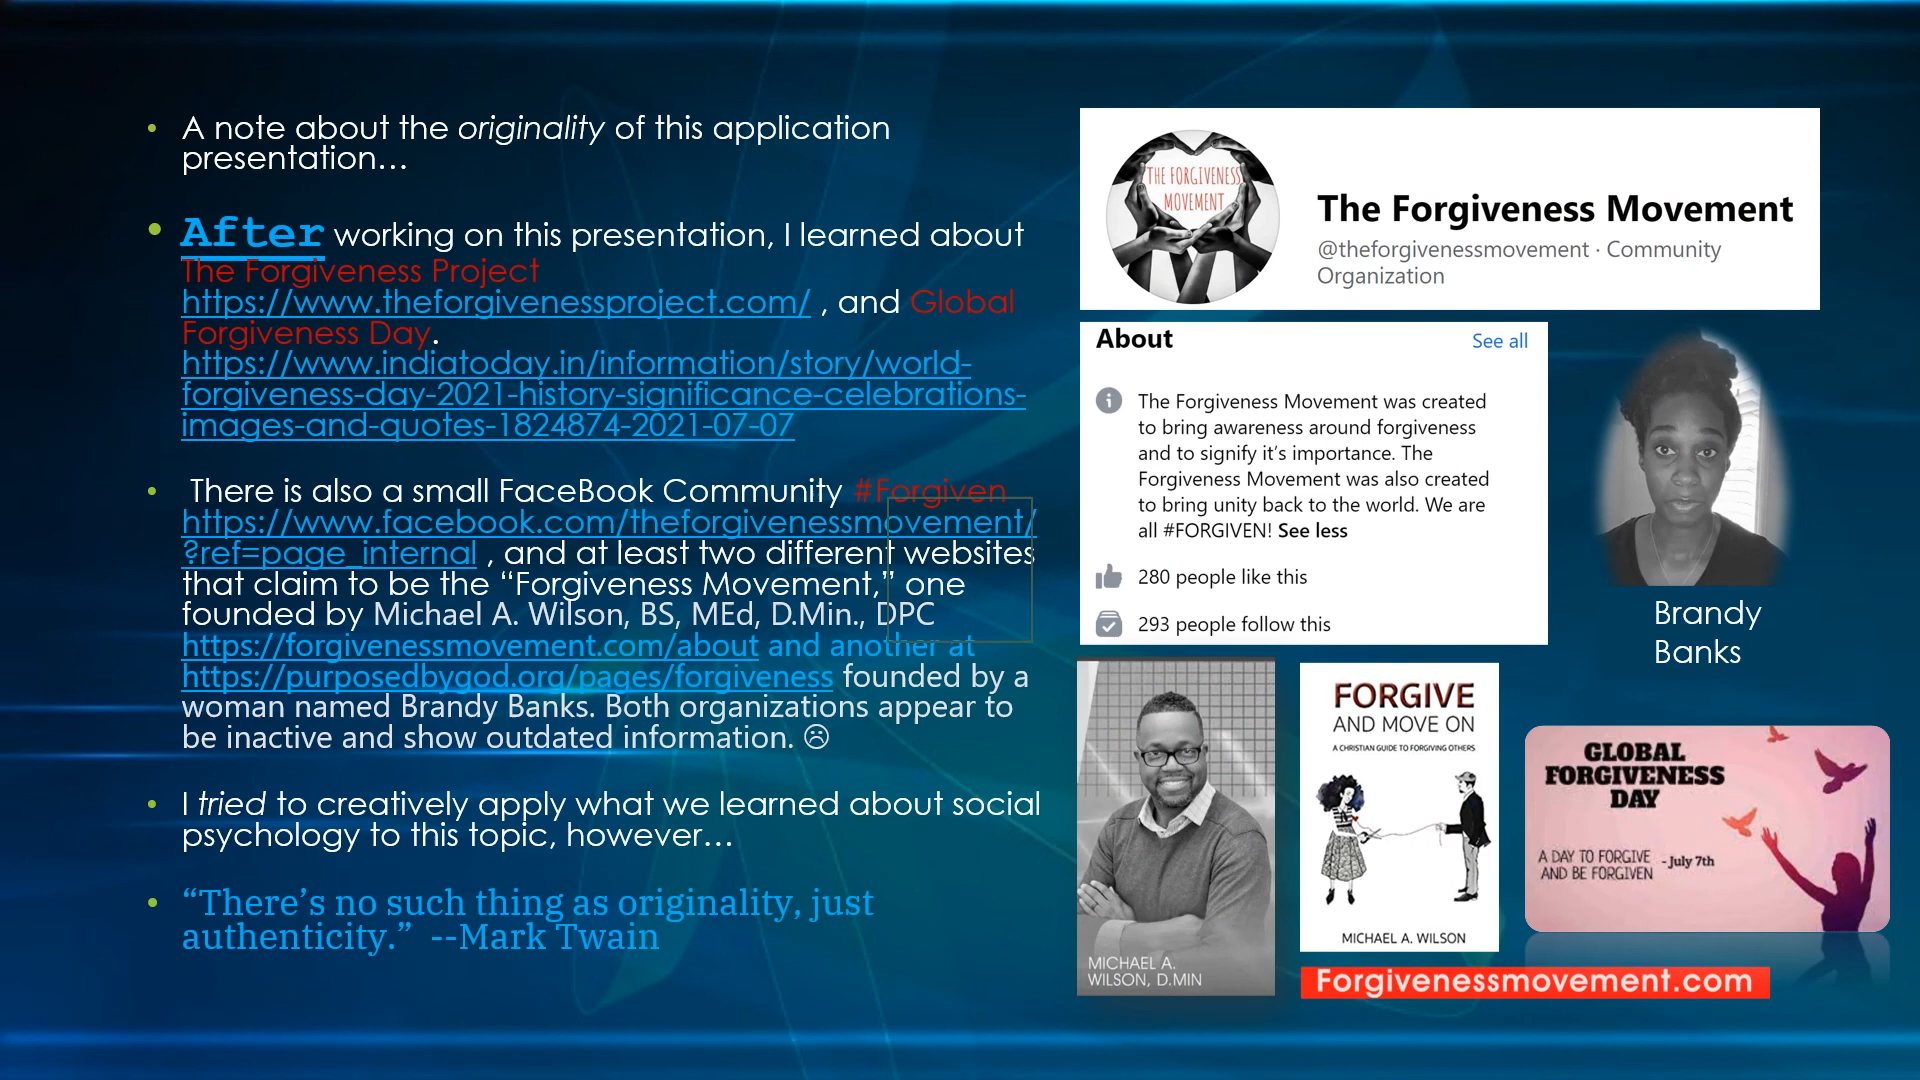 • A note about the originality of this application
presentation...
• After working on this presentation, I learned about
The Forgiveness Project
https://www.theforgivenessproject.com/ , and Global
Forgiveness Day.
https://www.indiatoday.in/information/story/world-
forgiveness-day-2021-history-significance-celebrations-
images-and-quotes-1824874-2021-07-07
• There is also a small FaceBook Community #Forgiven
https://www.facebook.com/theforgivenessmovement/
?ref=page_internal , and at least two different websites
that claim to be the “Forgiveness Movement,” one
founded by Michael A. Wilson, BS, MEd, D.Min., DPC
https://forgivenessmovement.com/about and another at
https://purposedbygod.org/pages/forgiveness founded by a
woman named Brandy Banks. Both organizations appear to
be inactive and show outdated information. ☹
• I tried to creatively apply what we learned about social
psychology to this topic, however…
• “There’s no such thing as originality, just
authenticity.” --Mark Twain
THE FORGIVENESS
MOVEMENT
The Forgiveness Movement
@theforgivenessmovement · Community
Organization
About
See all
The Forgiveness Movement was created
to bring awareness around forgiveness
and to signify it’s importance. The
Forgiveness Movement was also created
to bring unity back to the world. We are
all #FORGIVEN! See less
280 people like this
293 people follow this
Brandy
Banks
MICHAEL A.
WILSON, D.MIN
FORGIVE
AND MOVE ON
A CHRISTIAN GUIDE TO FORGIVING OTHERS
MICHAEL A. WILSON
GLOBAL
FORGIVENESS
DAY
A DAY TO FORGIVE
AND BE FORGIVEN
- July 7th
Forgivenessmovement.com